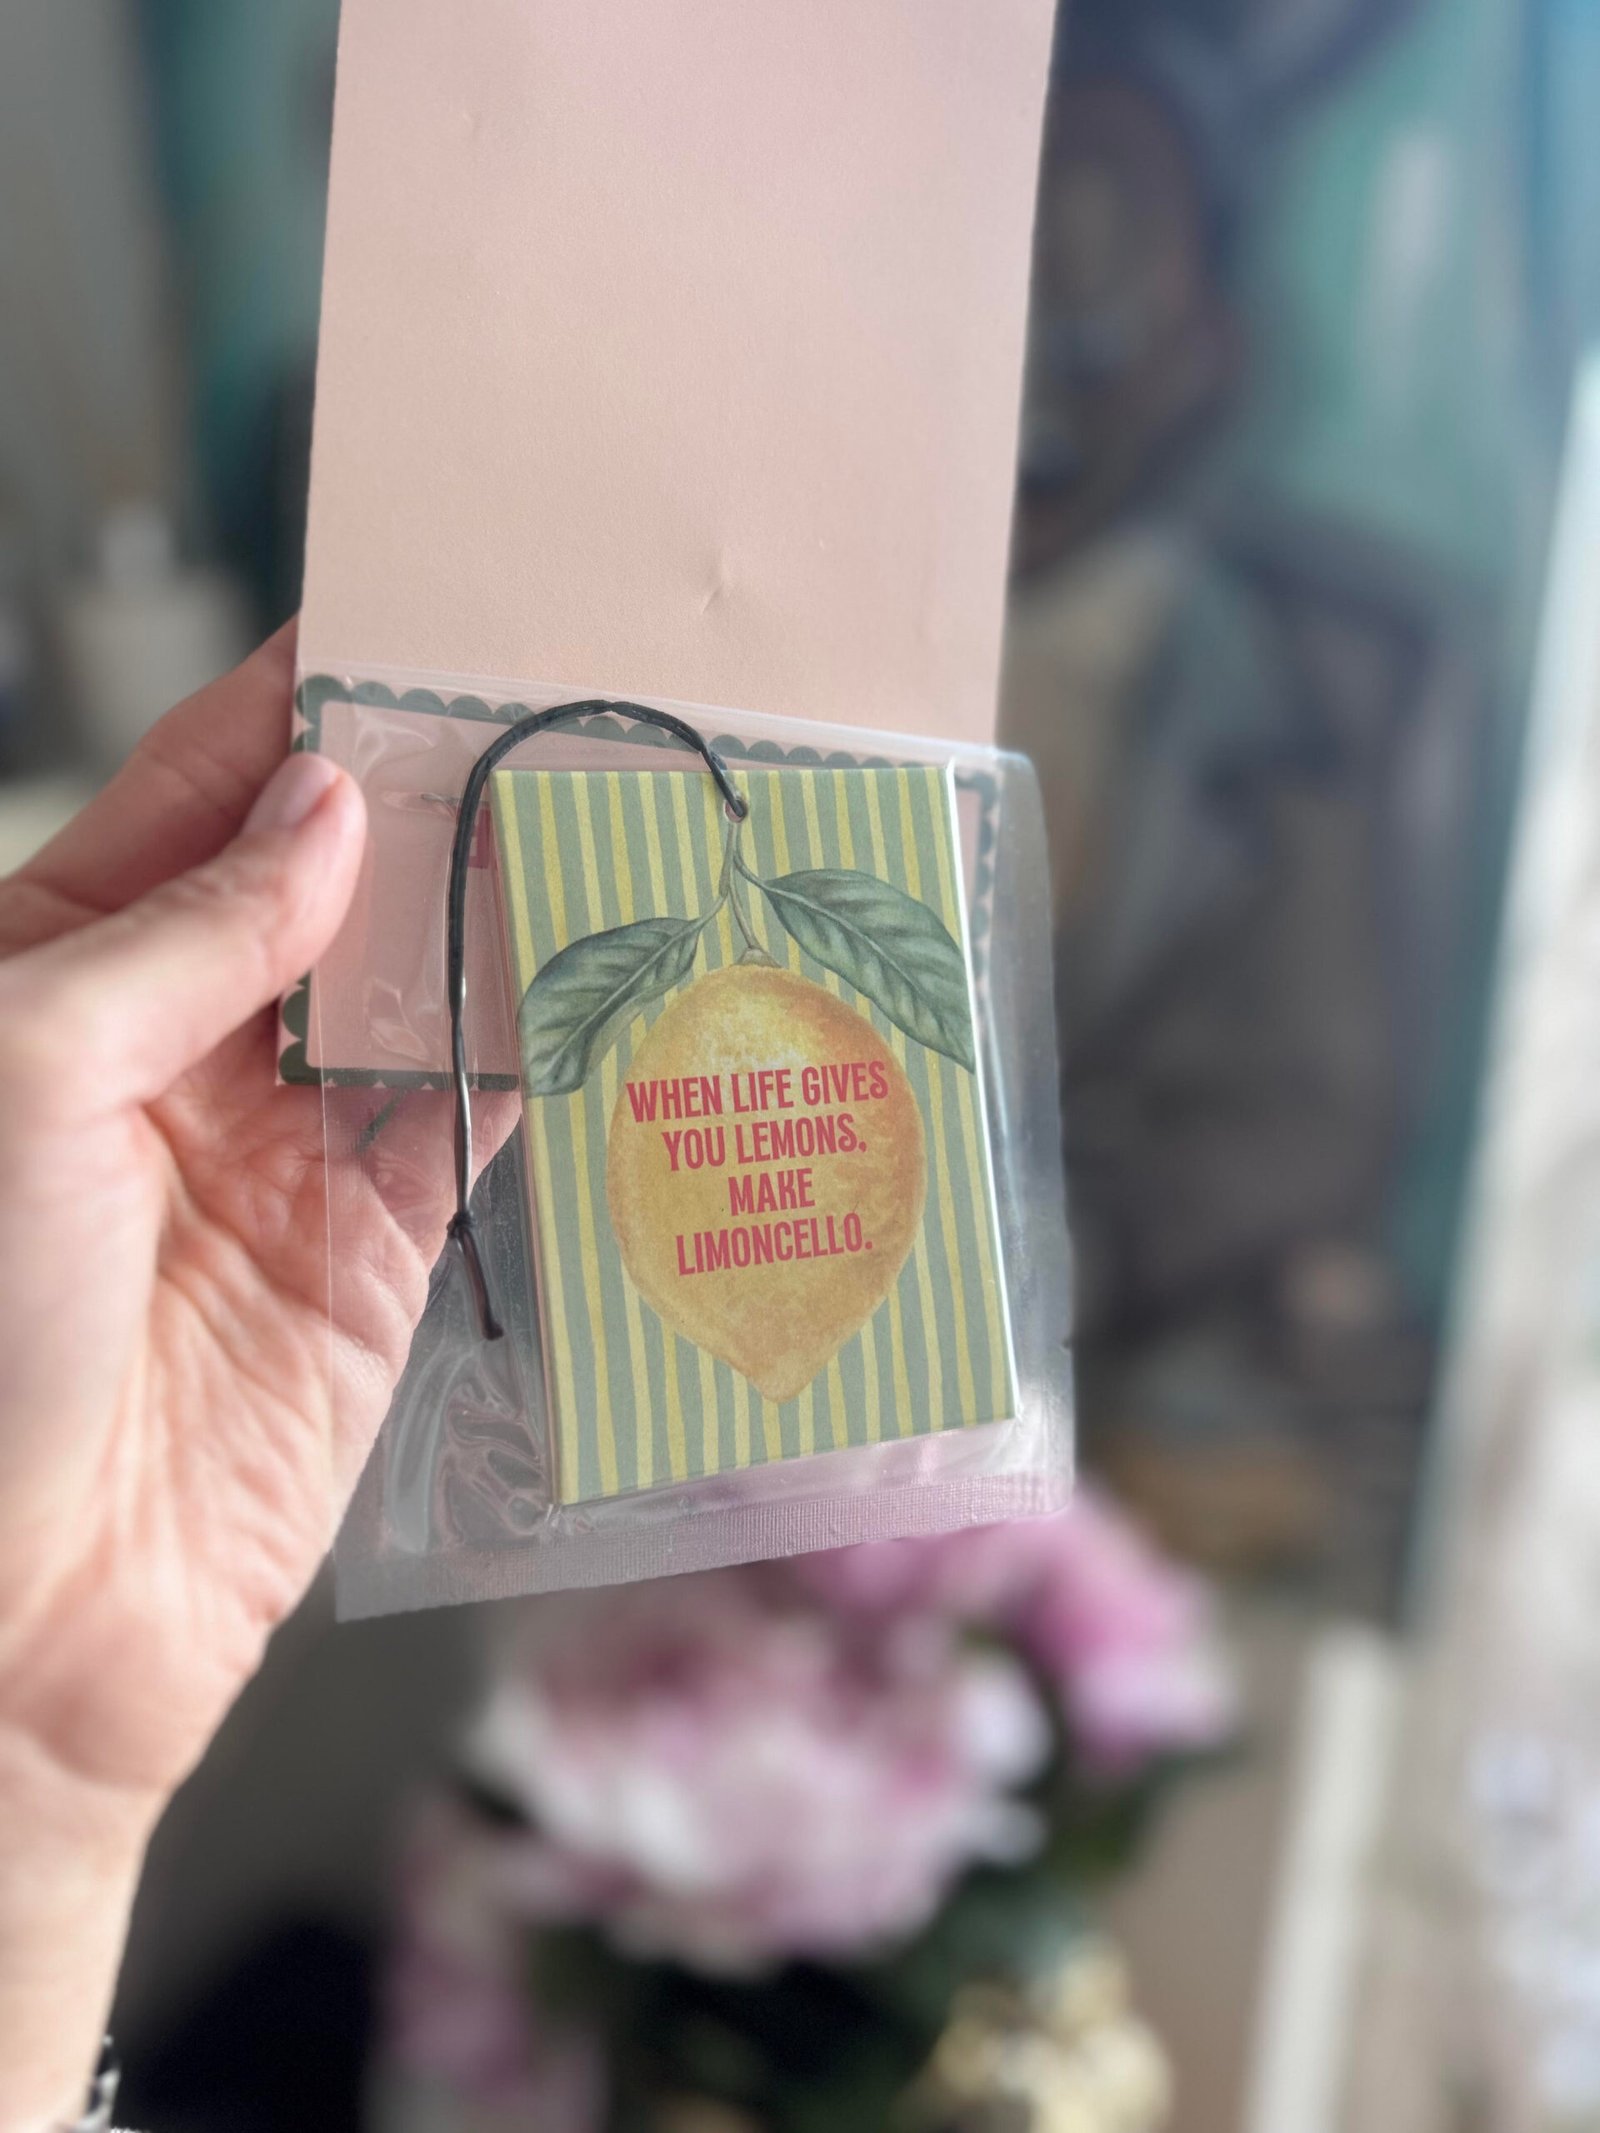 WHEN LIFE GIVES
YOU LEMONS,
MAKE
LIMONCELLO.